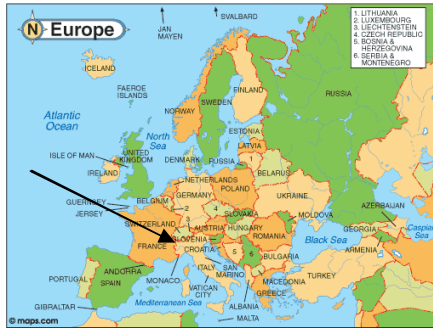 N Europe
SVALBARD
JAN
MAYEN
1. LITHUANIA
2. LUXEMBOURG
3. LIECHTENSTEIN
4. CZECH REPUBLIC
5. BOSNIA &
HERZEGOVINA
6. SERBIA &
MONTENEGRO
ICELAND
FAEROE
ISLANDS
FINLAND
SWEDEN
NORWAY
RUSSIA
Atlantic
Ocean
North
Sea
ESTONIA
LATVIA
1
ISLE OF MAN
UNITED
KINGDOM
DENMARK
RUSSIA
BELARUS
IRELAND
NETHERLANDS
POLAND
GUERNSEY
JERSEY
BELGIUM
GERMANY
2
4
UKRAINE
SLOVAKIA
SWITZERLAND
3
AUSTRIA
HUNGARY
MOLDOVA
AZERBAIJAN
FRANCE
SLOVENIA
CROATIA
ROMANIA
Black Sea
GEORGIA
Caspian
Sea
ANDORRA
5
6
BULGARIA
ARMENIA
PORTUGAL
SPAIN
MONACO
ITALY
SAN
MARINO
MACEDONIA
TURKEY
VATICAN
CITY
GREECE
GIBRALTAR
Mediterranean Sea
ALBANIA
MALTA
© maps.com